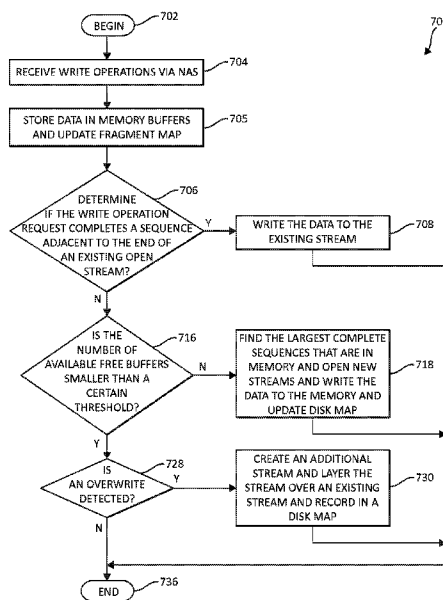 BEGIN
702
70
RECEIVE WRITE OPERATIONS VIA NAS
704
STORE DATA IN MEMORY BUFFERS
AND UPDATE FRAGMENT MAP
705
DETERMINE
IF THE WRITE OPERATION
REQUEST COMPLETES A SEQUENCE
ADJACENT TO THE END OF
AN EXISTING OPEN
STREAM?
706
Y
WRITE THE DATA TO THE
EXISTING STREAM
708
N
IS THE
NUMBER OF
AVAILABLE FREE BUFFERS
SMALLER THAN A
CERTAIN
THRESHOLD?
716
N
FIND THE LARGEST COMPLETE
SEQUENCES THAT ARE IN
MEMORY AND OPEN NEW
STREAMS AND WRITE THE
DATA TO THE MEMORY AND
UPDATE DISK MAP
718
Y
IS
AN OVERWRITE
DETECTED?
728
Y
CREATE AN ADDITIONAL
STREAM AND LAYER THE
STREAM OVER AN EXISTING
STREAM AND RECORD IN A
DISK MAP
730
N
END
736